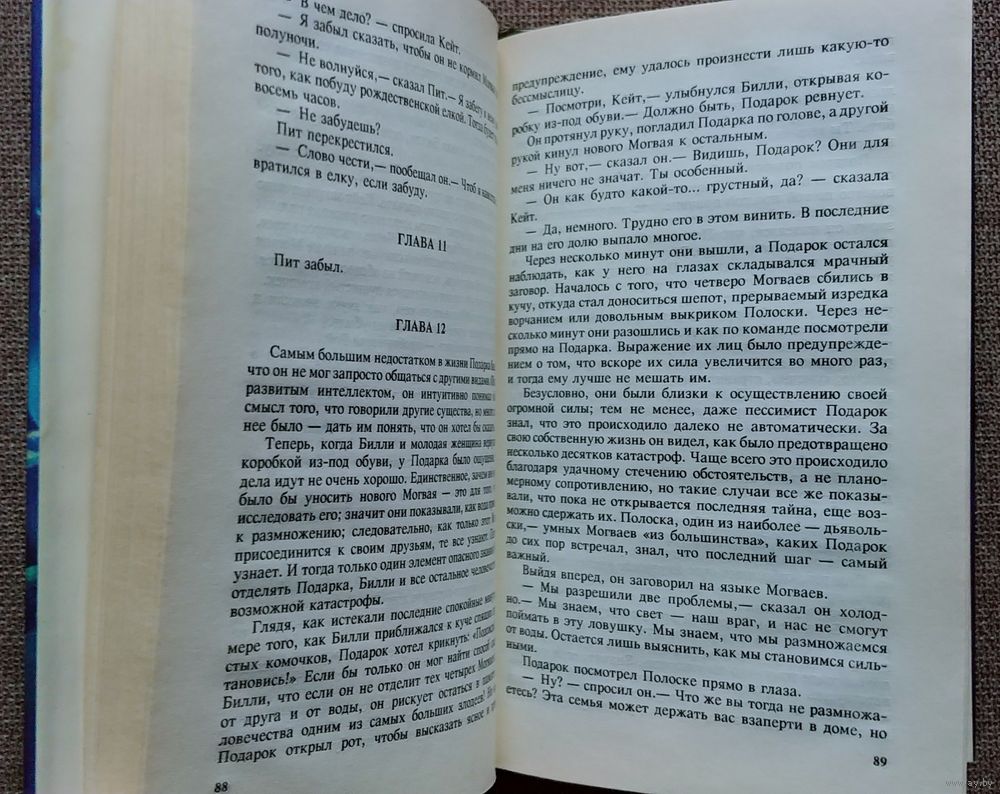 В чем дело? — спросила Кейт.
— Я забыл сказать, чтобы он не кормил
полуночи.
— Не волнуйся,— сказал Пит.— Я забегу к
того, как побуду рождественской елкой. Тогда будет
восемь часов.
— Не забудешь?
Пит перекрестился.
— Слово чести,— пообещал он.— Чтоб я
вратился в елку, если забуду.
ГЛАВА 11
Пит забыл.
ГЛАВА 12
Самым большим недостатком в жизни Подарка
что он не мог запросто общаться с другими видами.
развитым интеллектом, он интуитивно понимал
смысл того, что говорили другие существа, но
нее было — дать им понять, что он хотел бы
Теперь, когда Билли и молодая женщина
коробкой из-под обуви, у Подарка было
дела идут не очень хорошо. Единственное, зачем
было бы уносить нового Могвая — это для того,
исследовать его; значит они показывали, как вода
к размножению; следовательно, как только этот
присоединится к своим друзьям, те все узнают.
узнает. И тогда только один элемент опасного
отделять Подарка, Билли и все остальное
возможной катастрофы.
Глядя, как истекали последние спокойные
мере того, как Билли приближался к куче
стых комочков, Подарок хотел крикнуть:
тановись!» Если бы только он мог найти способ
Билли, что если он не отделит тех четырех
от друга и от воды, он рискует остаться в
ловечества одним из самых больших злодеев!
Подарок открыл рот, чтобы высказать ясное и
88
предупреждение, ему удалось произнести лишь какую-то
бессмыслицу.
— Посмотри, Кейт,— улыбнулся Билли, открывая ко-
робку из-под обуви.— Должно быть, Подарок ревнует.
Он протянул руку, погладил Подарка по голове, а другой
рукой кинул нового Могвая к остальным.
— Ну вот,— сказал он.— Видишь, Подарок? Они для
меня ничего не значат. Ты особенный.
— Он как будто какой-то... грустный, да? — сказала
Кейт.
— Да, немного. Трудно его в этом винить. В последние
дни на его долю выпало многое.
Через несколько минут они вышли, а Подарок остался
наблюдать, как у него на глазах складывался мрачный
заговор. Началось с того, что четверо Могваев сбились в
кучу, откуда стал доноситься шепот, прерываемый изредка
ворчанием или довольным выкриком Полоски. Через не-
сколько минут они разошлись и как по команде посмотрели
прямо на Подарка. Выражение их лиц было предупрежде-
нием о том, что вскоре их сила увеличится во много раз,
и тогда ему лучше не мешать им.
Безусловно, они были близки к осуществлению своей
огромной силы; тем не менее, даже пессимист Подарок
знал, что это происходило далеко не автоматически. За
свою собственную жизнь он видел, как было предотвращено
несколько десятков катастроф. Чаще всего это происходило
благодаря удачному стечению обстоятельств, а не плано-
мерному сопротивлению, но такие случаи все же показы-
вали, что пока не открывается последняя тайна, еще воз-
можно сдержать их. Полоска, один из наиболее — дьяволь-
ски,— умных Могваев «из большинства», каких Подарок
до сих пор встречал, знал, что последний шаг — самый
важный.
Выйдя вперед, он заговорил на языке Могваев.
— Мы разрешили две проблемы,— сказал он холод-
но.— Мы знаем, что свет — наш враг, и нас не смогут
поймать в эту ловушку. Мы знаем, что мы размножаемся
от воды. Остается лишь выяснить, как мы становимся силь-
ными.
Подарок посмотрел Полоске прямо в глаза.
— Ну? — спросил он.— Что же вы тогда не размножа-
етесь? Эта семья может держать вас взаперти в доме, но
89
www.ay.by